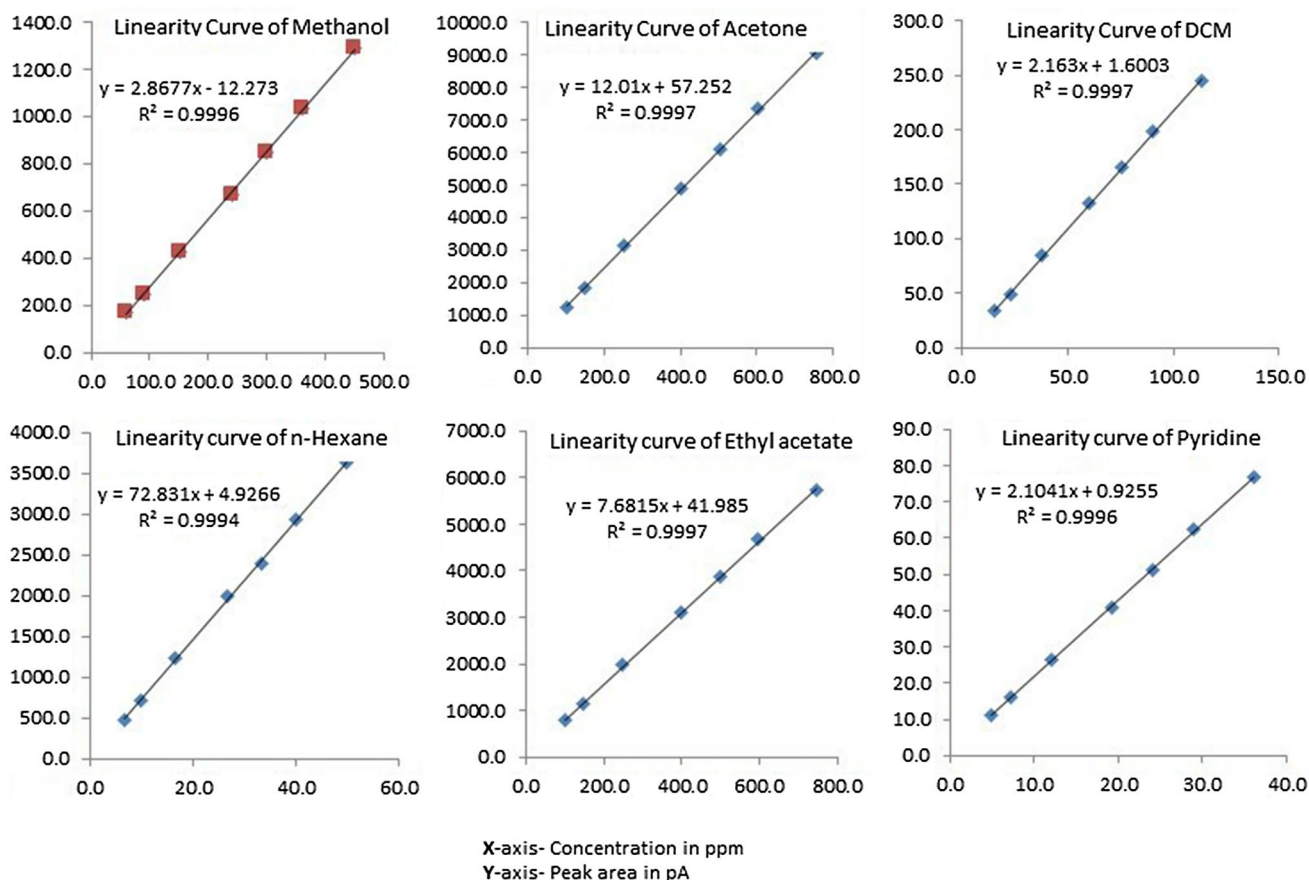 Linearity Curve of Methanol
y = 2.8677x - 12.273
R² = 0.9996
1400.0
1200.0
1000.0
800.0
600.0
400.0
200.0
0.0
0.0 100.0 200.0 300.0 400.0 500.0
Linearity Curve of Acetone
y = 12.01x + 57.252
R² = 0.9997
10000.0
9000.0
8000.0
7000.0
6000.0
5000.0
4000.0
3000.0
2000.0
1000.0
0.0
0.0 200.0 400.0 600.0 800.0
Linearity Curve of DCM
y = 2.163x + 1.6003
R² = 0.9997
300.0
250.0
200.0
150.0
100.0
50.0
0.0
0.0 50.0 100.0 150.0
Linearity curve of n-Hexane
y = 72.831x + 4.9266
R² = 0.9994
4000.0
3500.0
3000.0
2500.0
2000.0
1500.0
1000.0
500.0
0.0
0.0 20.0 40.0 60.0
Linearity curve of Ethyl acetate
y = 7.6815x + 41.985
R² = 0.9997
7000.0
6000.0
5000.0
4000.0
3000.0
2000.0
1000.0
0.0
0.0 200.0 400.0 600.0 800.0
Linearity curve of Pyridine
y = 2.1041x + 0.9255
R² = 0.9996
90.0
80.0
70.0
60.0
50.0
40.0
30.0
20.0
10.0
0.0
0.0 10.0 20.0 30.0 40.0
X-axis- Concentration in ppm
Y-axis- Peak area in pA